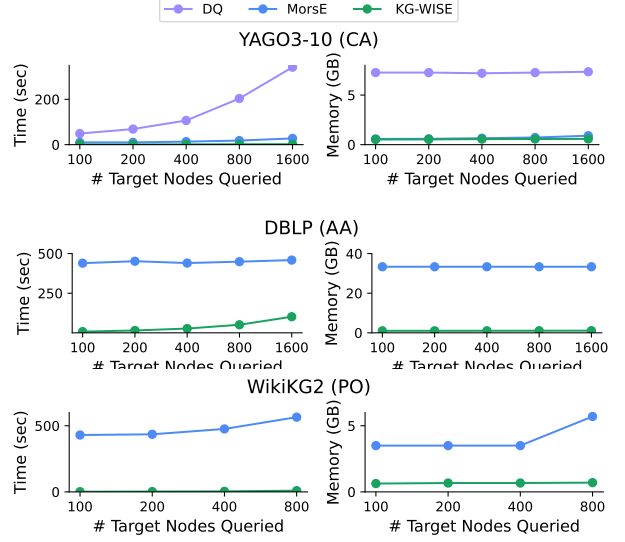 DQ MorsE KG-WISE
YAGO3-10 (CA)
Time (sec)
200
0
100 200 400 800 1600
# Target Nodes Queried
Memory (GB)
5
0
100 200 400 800 1600
# Target Nodes Queried
DBLP (AA)
Time (sec)
500
250
100 200 400 800 1600
# Target Nodes Queried
Memory (GB)
40
20
0
100 200 400 800 1600
# Target Nodes Queried
WikiKG2 (PO)
Time (sec)
500
0
100 200 400 800
# Target Nodes Queried
Memory (GB)
5
0
100 200 400 800
# Target Nodes Queried